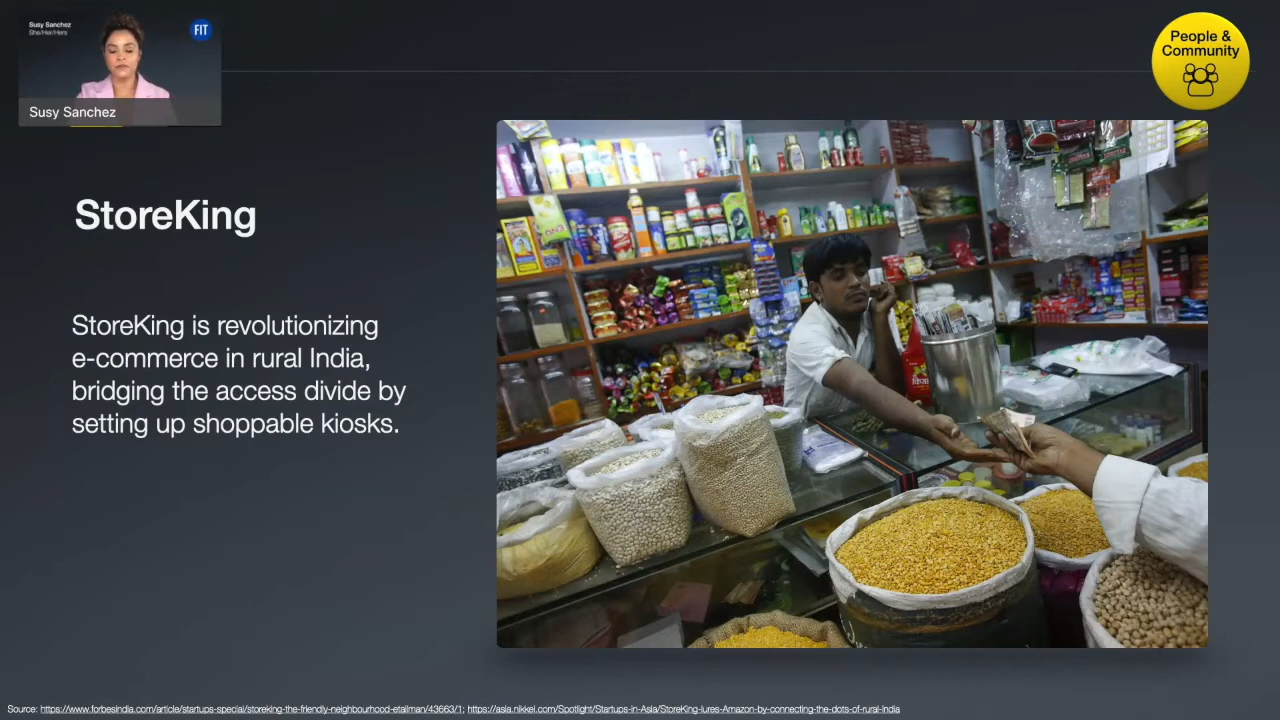 Susy Sanchez
She/Her/Hers
FIT
Susy Sanchez
People &
Community
StoreKing
StoreKing is revolutionizing
e-commerce in rural India,
bridging the access divide by
setting up shoppable kiosks.
Source: https://www.forbesindia.com/article/startups-special/storeking-the-friendly-neighbourhood-etailman/43663/1; https://asia.nikkei.com/Spotlight/Startups-in-Asia/StoreKing-lures-Amazon-by-connecting-the-dots-of-rural-India